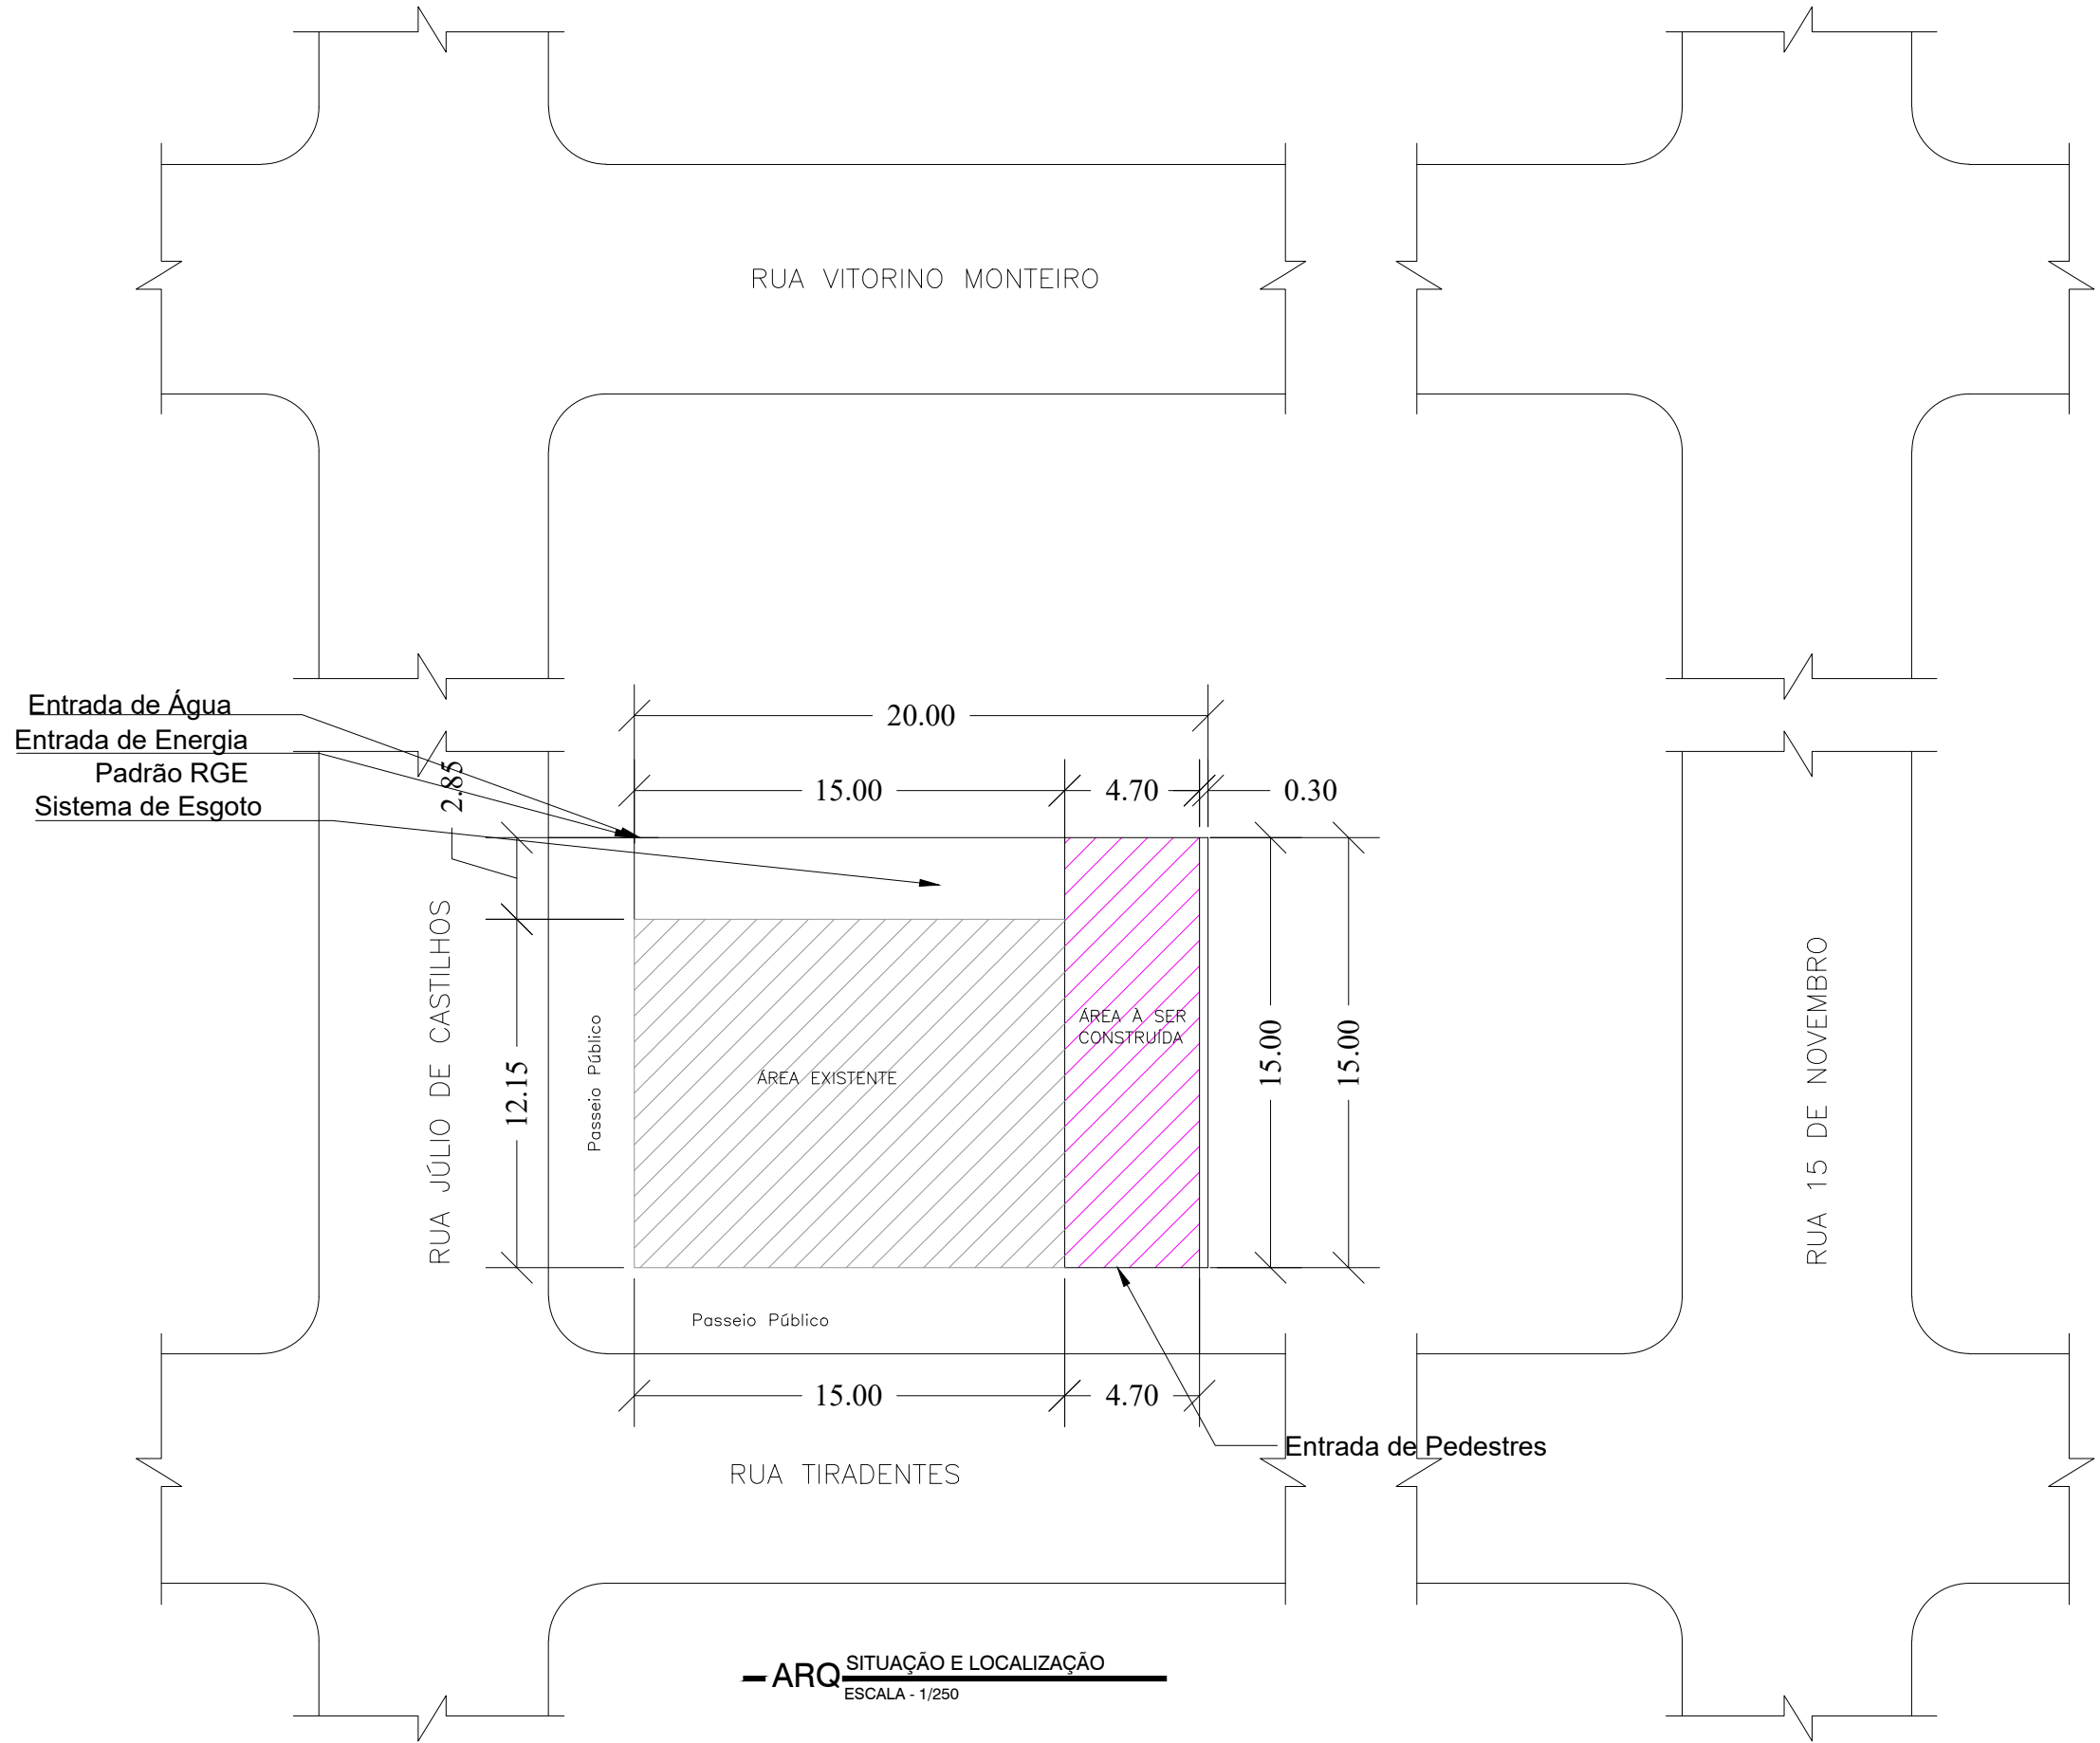 RUA VITORINO MONTEIRO
Entrada de Água
Entrada de Energia
Padrão RGE
Sistema de Esgoto
2.85
20.00
15.00
4.70
0.30
RUA JÚLIO DE CASTILHOS
12.15
Passeio Público
ÁREA EXISTENTE
ÁREA À SER
CONSTRUÍDA
15.00
15.00
RUA 15 DE NOVEMBRO
Passeio Público
15.00
4.70
Entrada de Pedestres
RUA TIRADENTES
ARQ
SITUAÇÃO E LOCALIZAÇÃO
ESCALA - 1/250